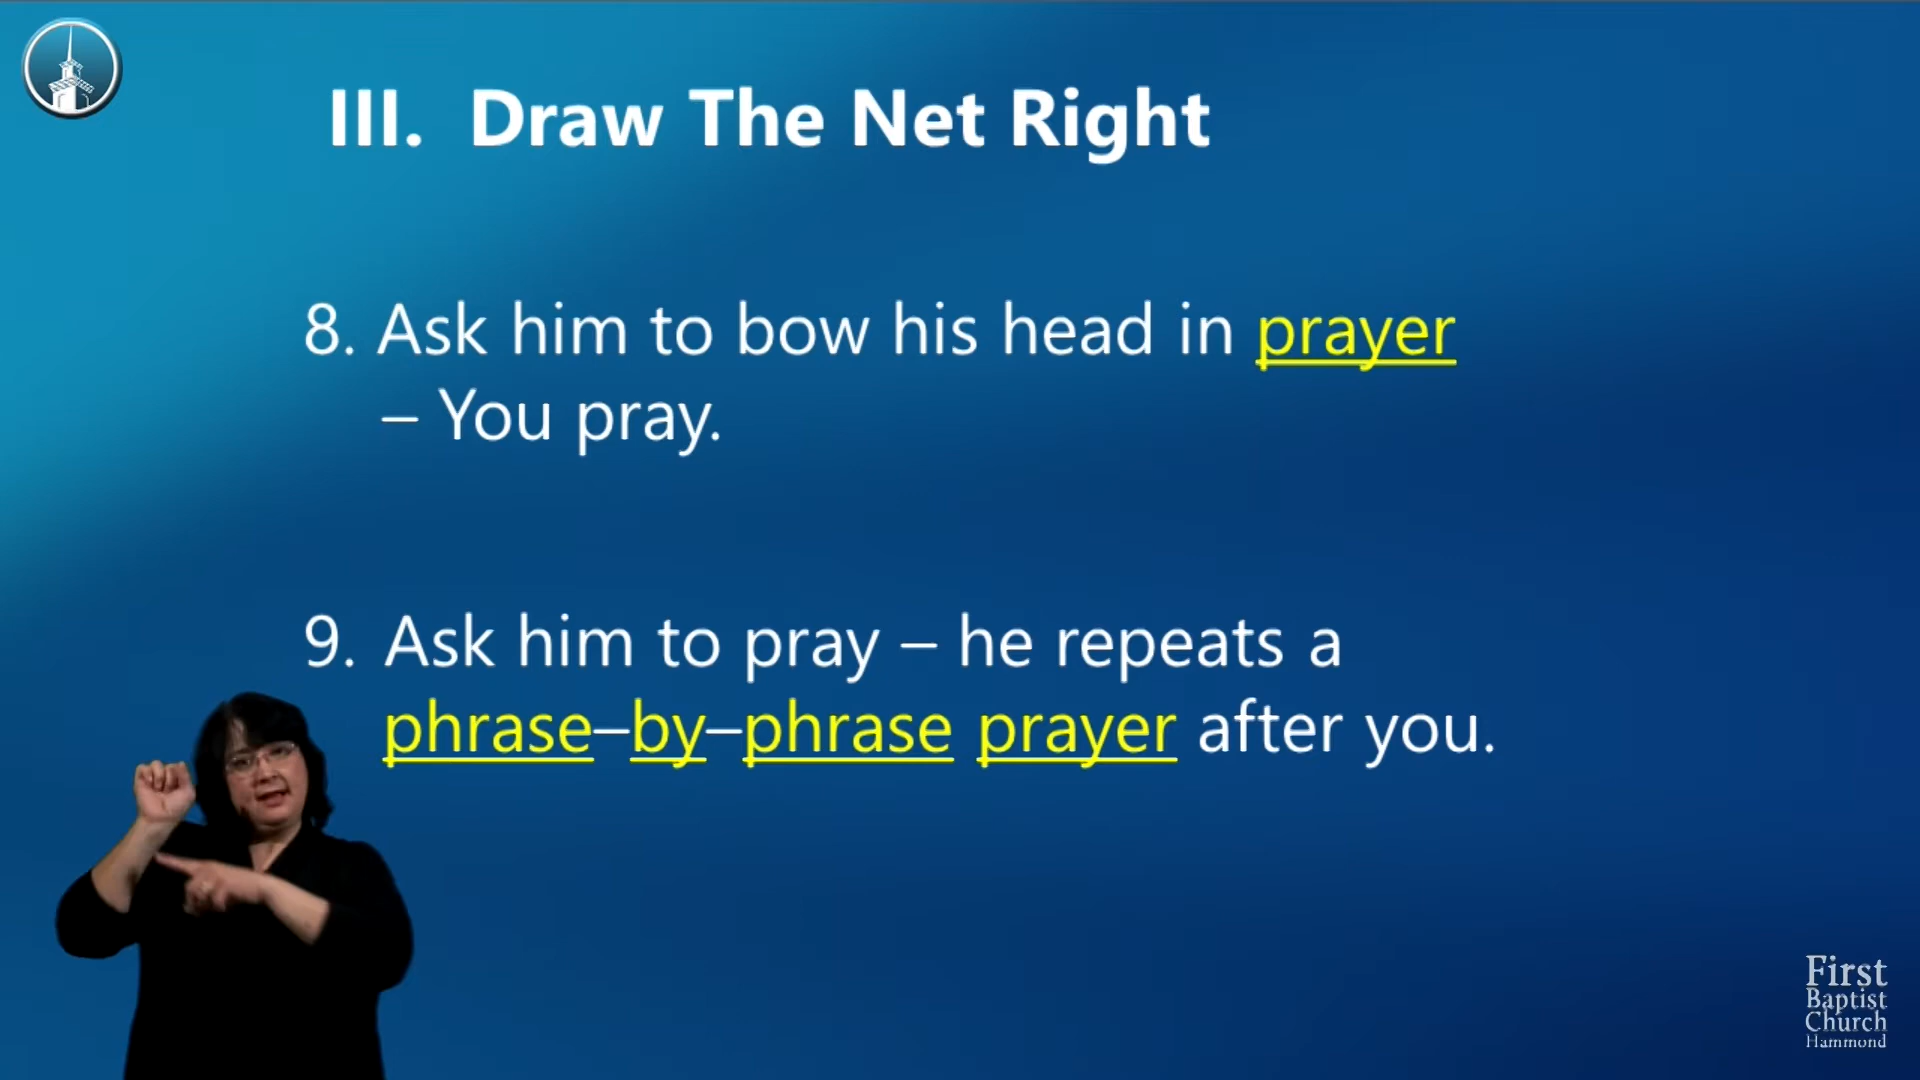 III. Draw The Net Right
8. Ask him to bow his head in prayer
– You pray.
9. Ask him to pray – he repeats a
phrase–by–phrase prayer after you.
First
Baptist
Church
Hammond